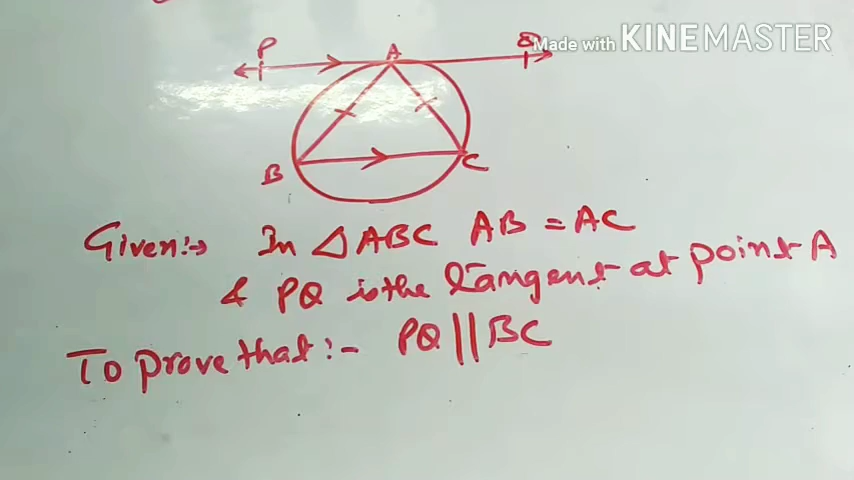 Made with KINEMASTER
P A Q
B C
Given:→ In △ABC AB = AC
& PQ is the tangent at point A
To prove that :- PQ || BC